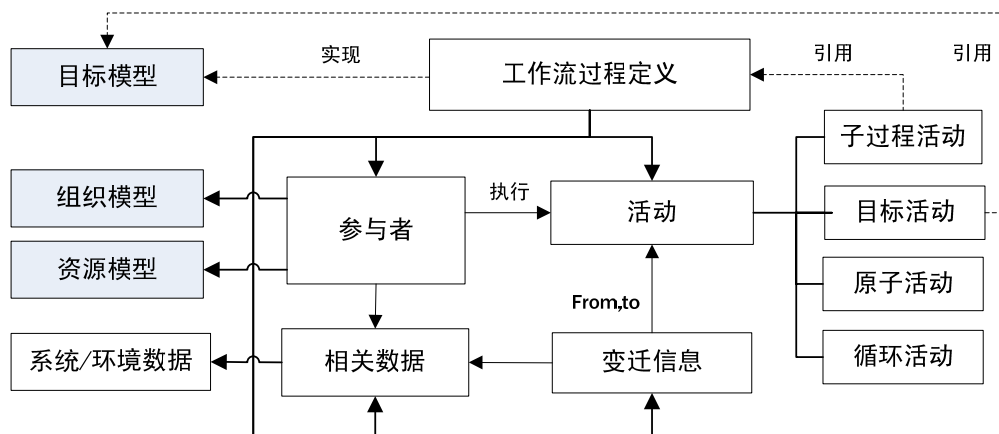 实现
引用
引用
目标模型
工作流过程定义
子过程活动
组织模型
参与者
执行
活动
目标活动
资源模型
原子活动
From,to
系统/环境数据
相关数据
变迁信息
循环活动